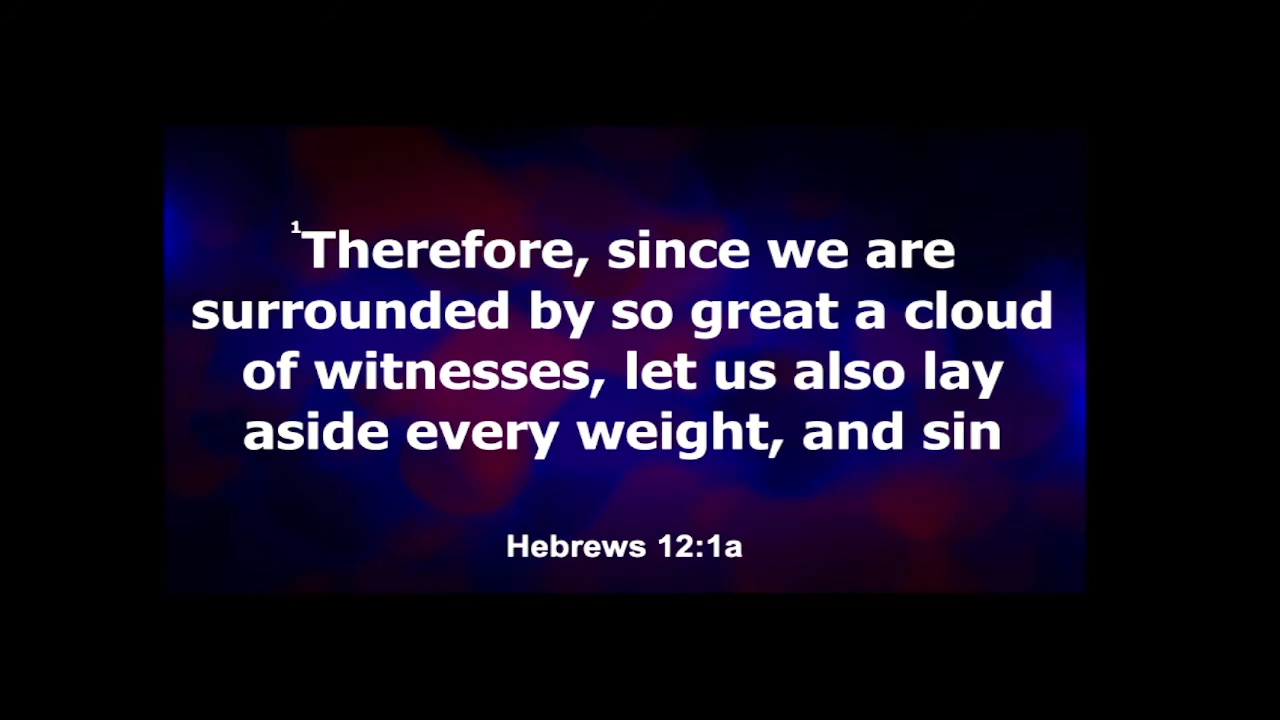 ¹Therefore, since we are
surrounded by so great a cloud
of witnesses, let us also lay
aside every weight, and sin
Hebrews 12:1a